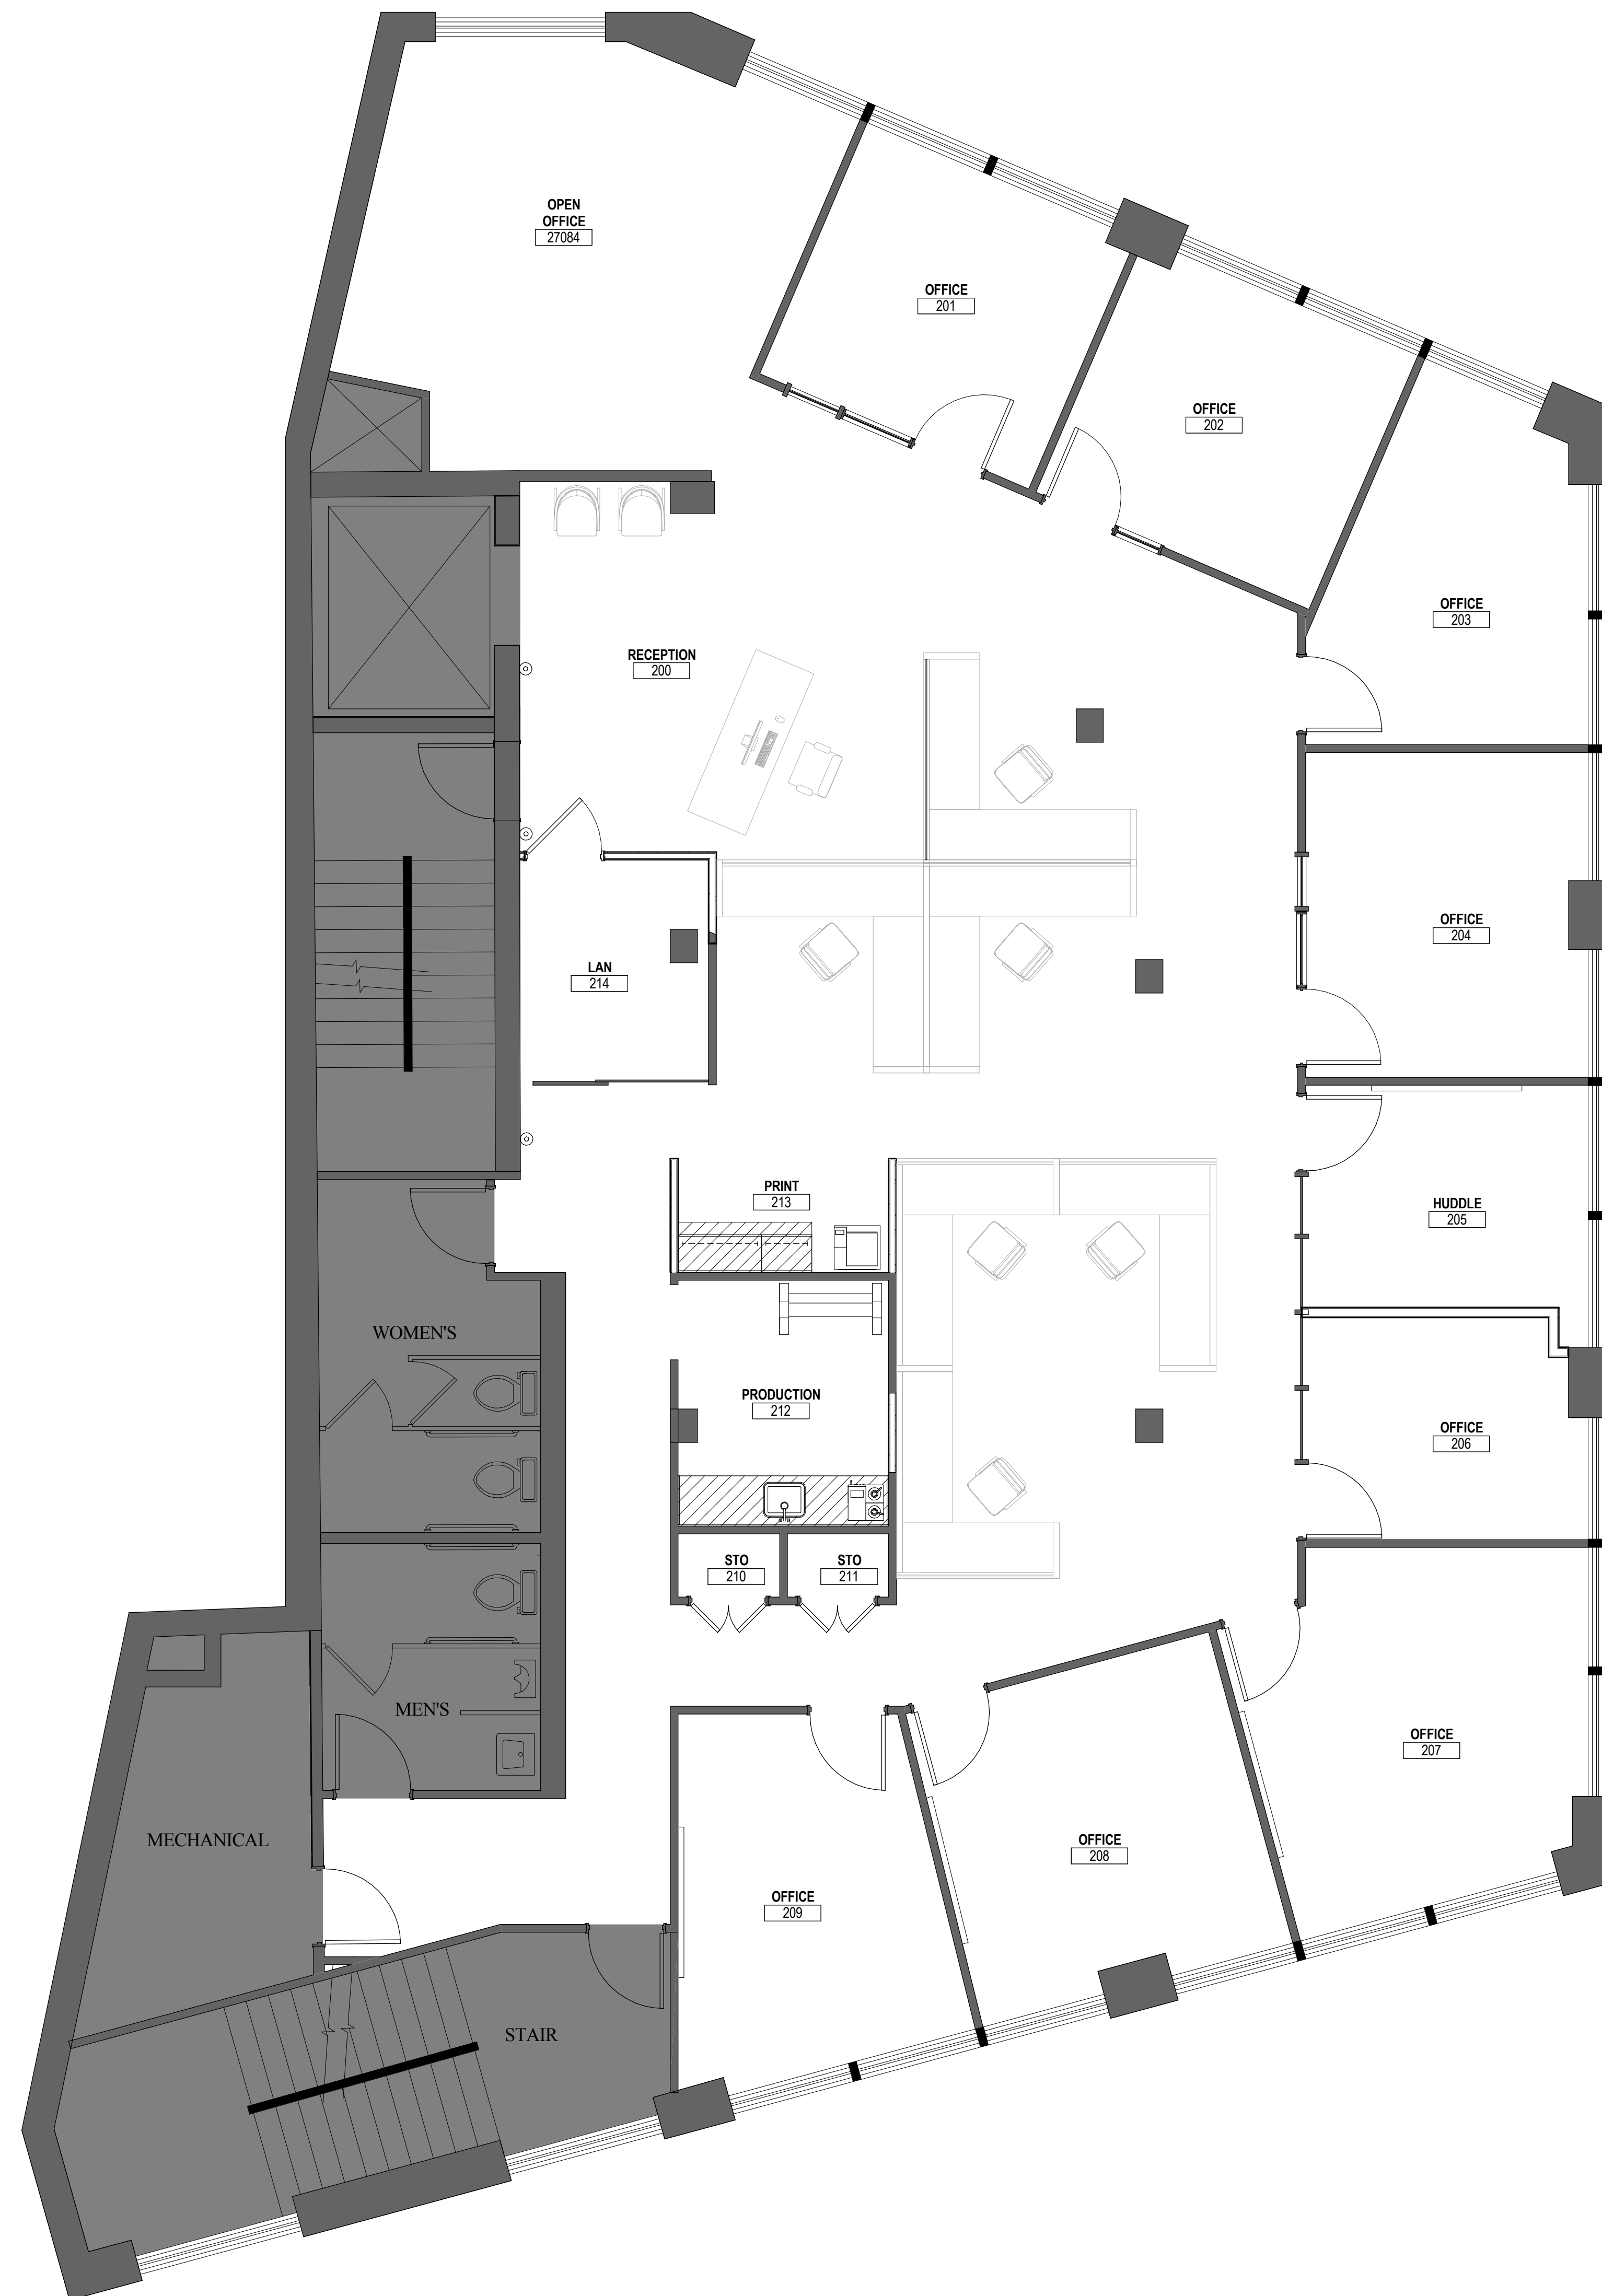 OPEN
OFFICE
27084
OFFICE
201
OFFICE
202
OFFICE
203
RECEPTION
200
OFFICE
204
LAN
214
PRINT
213
HUDDLE
205
WOMEN'S
PRODUCTION
212
OFFICE
206
STO
210
STO
211
MEN'S
OFFICE
207
MECHANICAL
OFFICE
208
OFFICE
209
STAIR